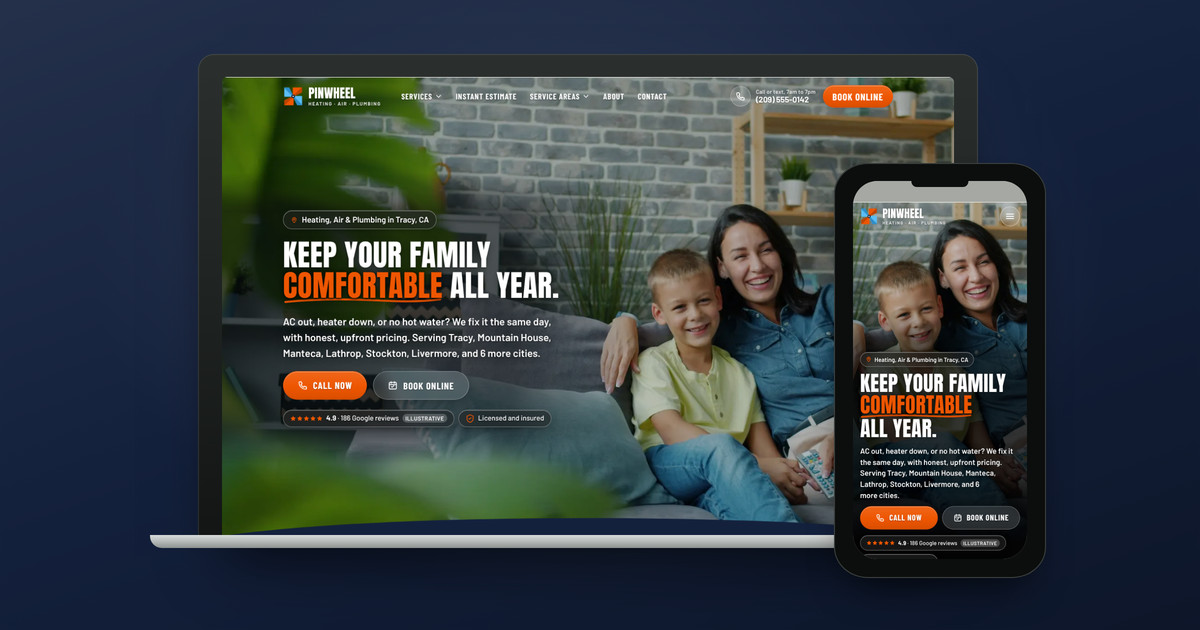 PINWHEEL
HEATING · AIR · PLUMBING
SERVICES
INSTANT ESTIMATE
SERVICE AREAS
ABOUT
CONTACT
Call or text, 7am to 7pm
(209) 555-0142
BOOK ONLINE
Heating, Air & Plumbing in Tracy, CA
KEEP YOUR FAMILY
COMFORTABLE ALL YEAR.
AC out, heater down, or no hot water? We fix it the same day,
with honest, upfront pricing. Serving Tracy, Mountain House,
Manteca, Lathrop, Stockton, Livermore, and 6 more cities.
CALL NOW
BOOK ONLINE
4.9 · 186 Google reviews ILLUSTRATIVE
Licensed and insured
PINWHEEL
HEATING · AIR · PLUMBING
Heating, Air & Plumbing in Tracy, CA
KEEP YOUR FAMILY
COMFORTABLE
ALL YEAR.
AC out, heater down, or no hot water? We fix it
the same day, with honest, upfront pricing.
Serving Tracy, Mountain House, Manteca,
Lathrop, Stockton, Livermore, and 6
more cities.
CALL NOW
BOOK ONLINE
4.9 · 186 Google reviews ILLUSTRATIVE